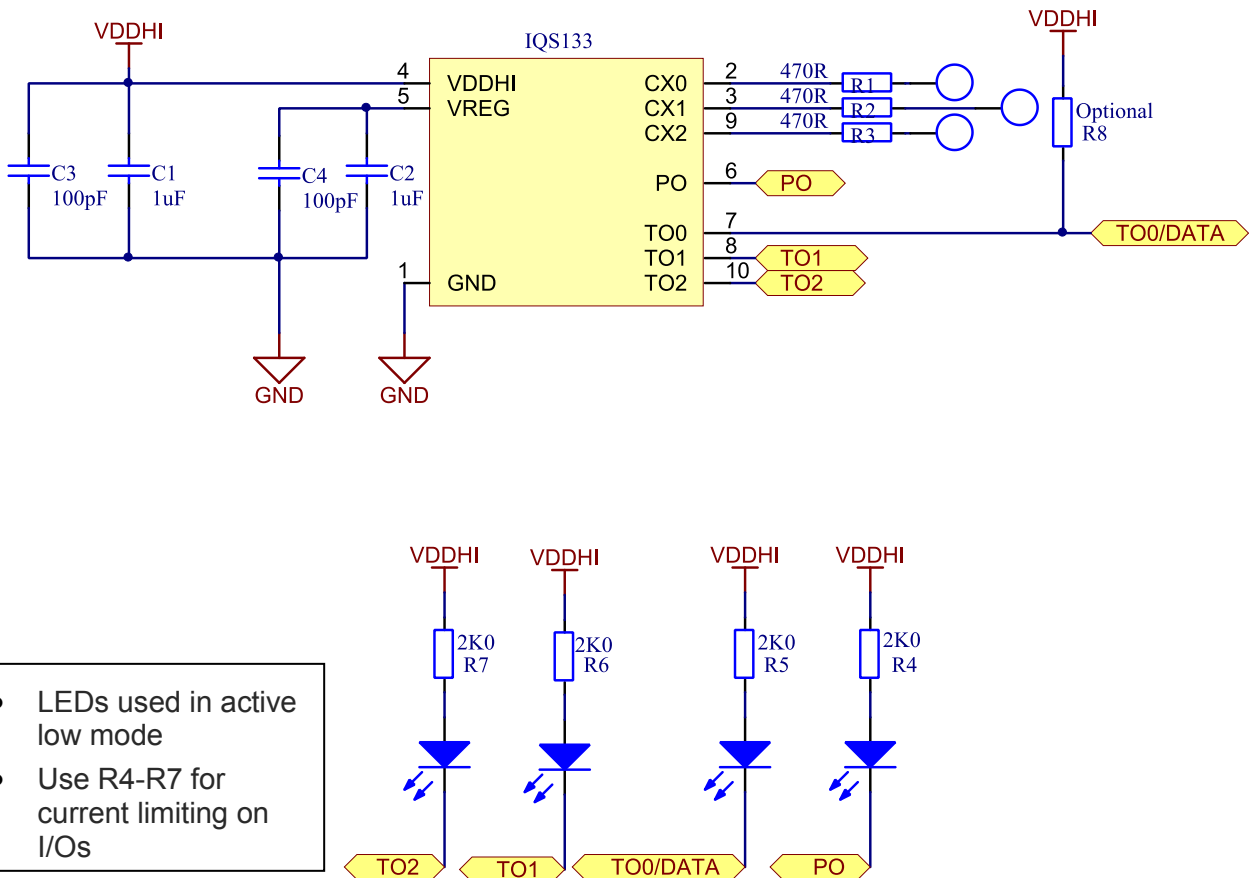 VDDHI
VDDHI
IQS133
4
VDDHI
CX0
2
470R
R1
5
VREG
CX1
3
470R
R2
CX2
9
470R
R3
Optional
R8
C3
100pF
C1
1uF
C4
100pF
C2
1uF
PO
6
PO
TO0
7
TO0/DATA
TO1
8
TO1
1
GND
TO2
10
TO2
GND
GND
VDDHI
VDDHI
VDDHI
VDDHI
2K0
R7
2K0
R6
2K0
R5
2K0
R4
• LEDs used in active
low mode
• Use R4-R7 for
current limiting on
I/Os
TO2
TO1
TO0/DATA
PO